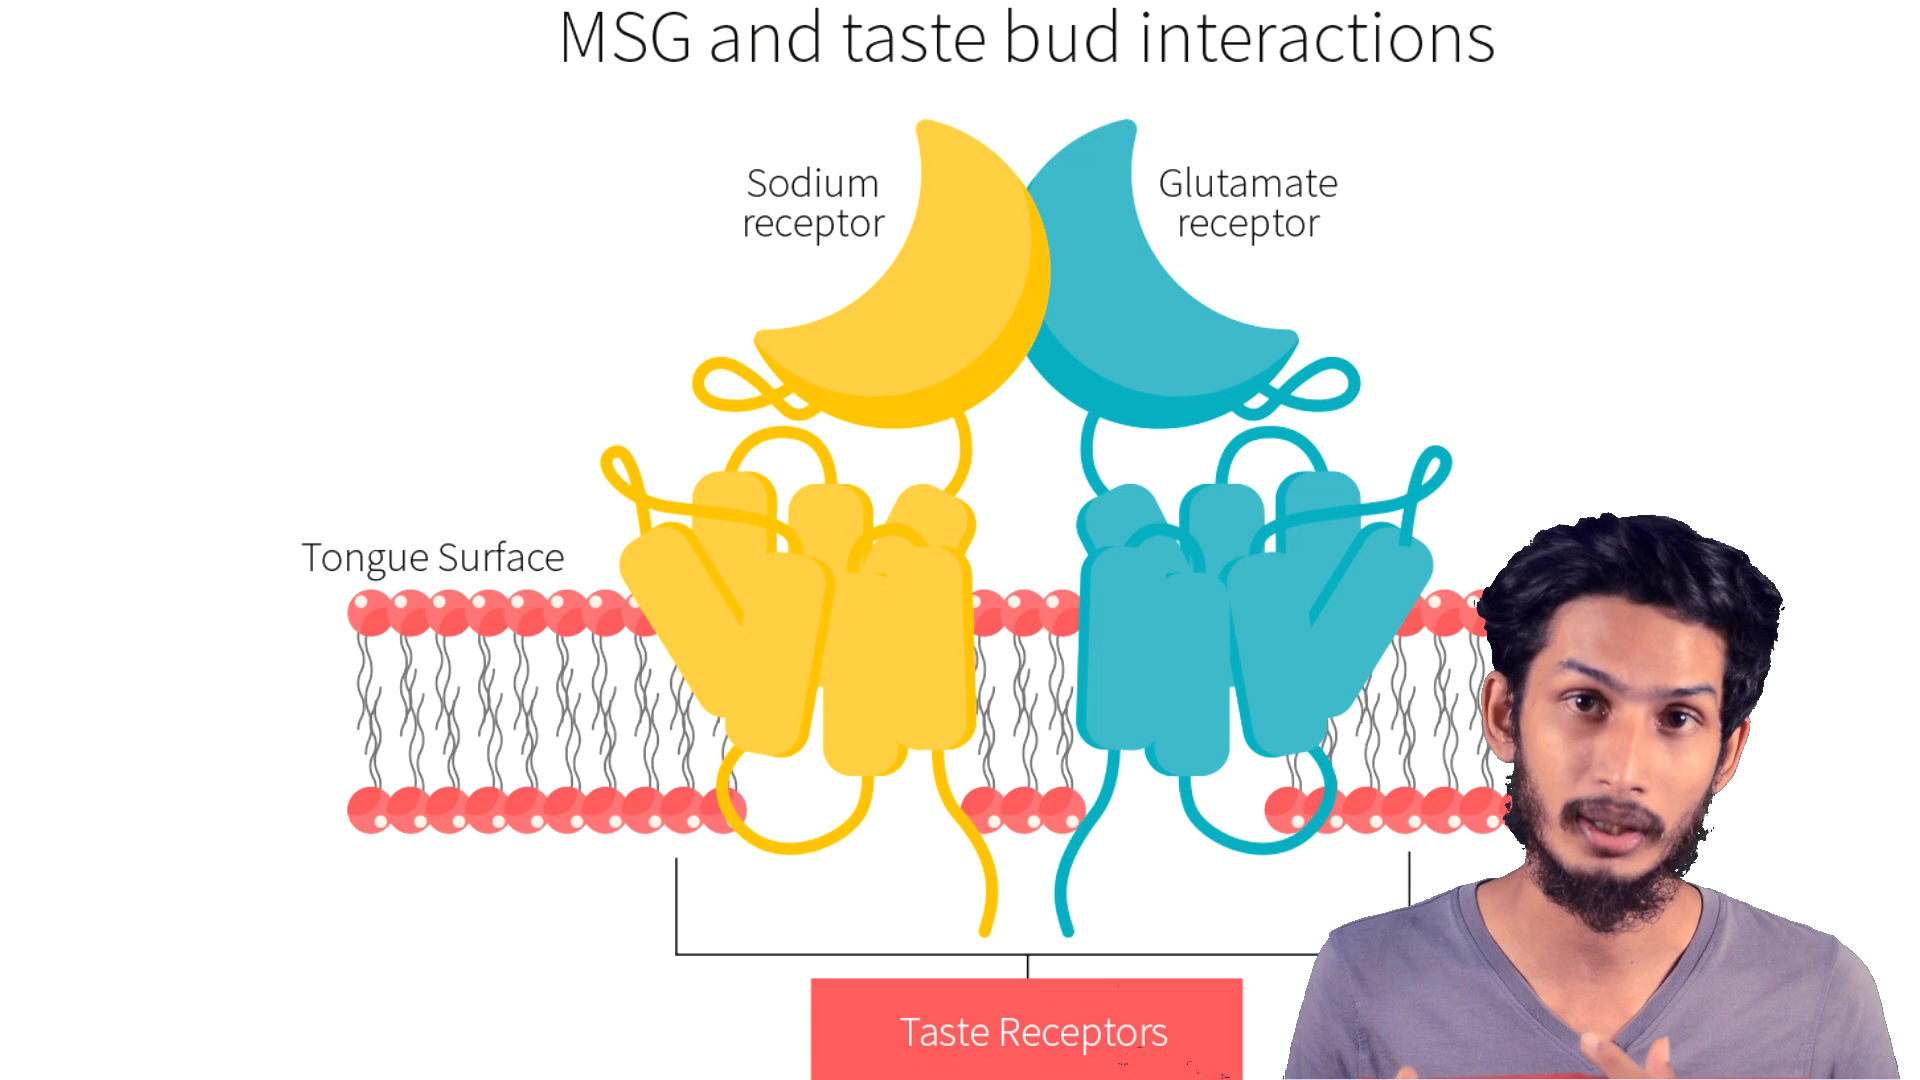 MSG and taste bud interactions
Sodium
receptor
Glutamate
receptor
Tongue Surface
Taste Receptors